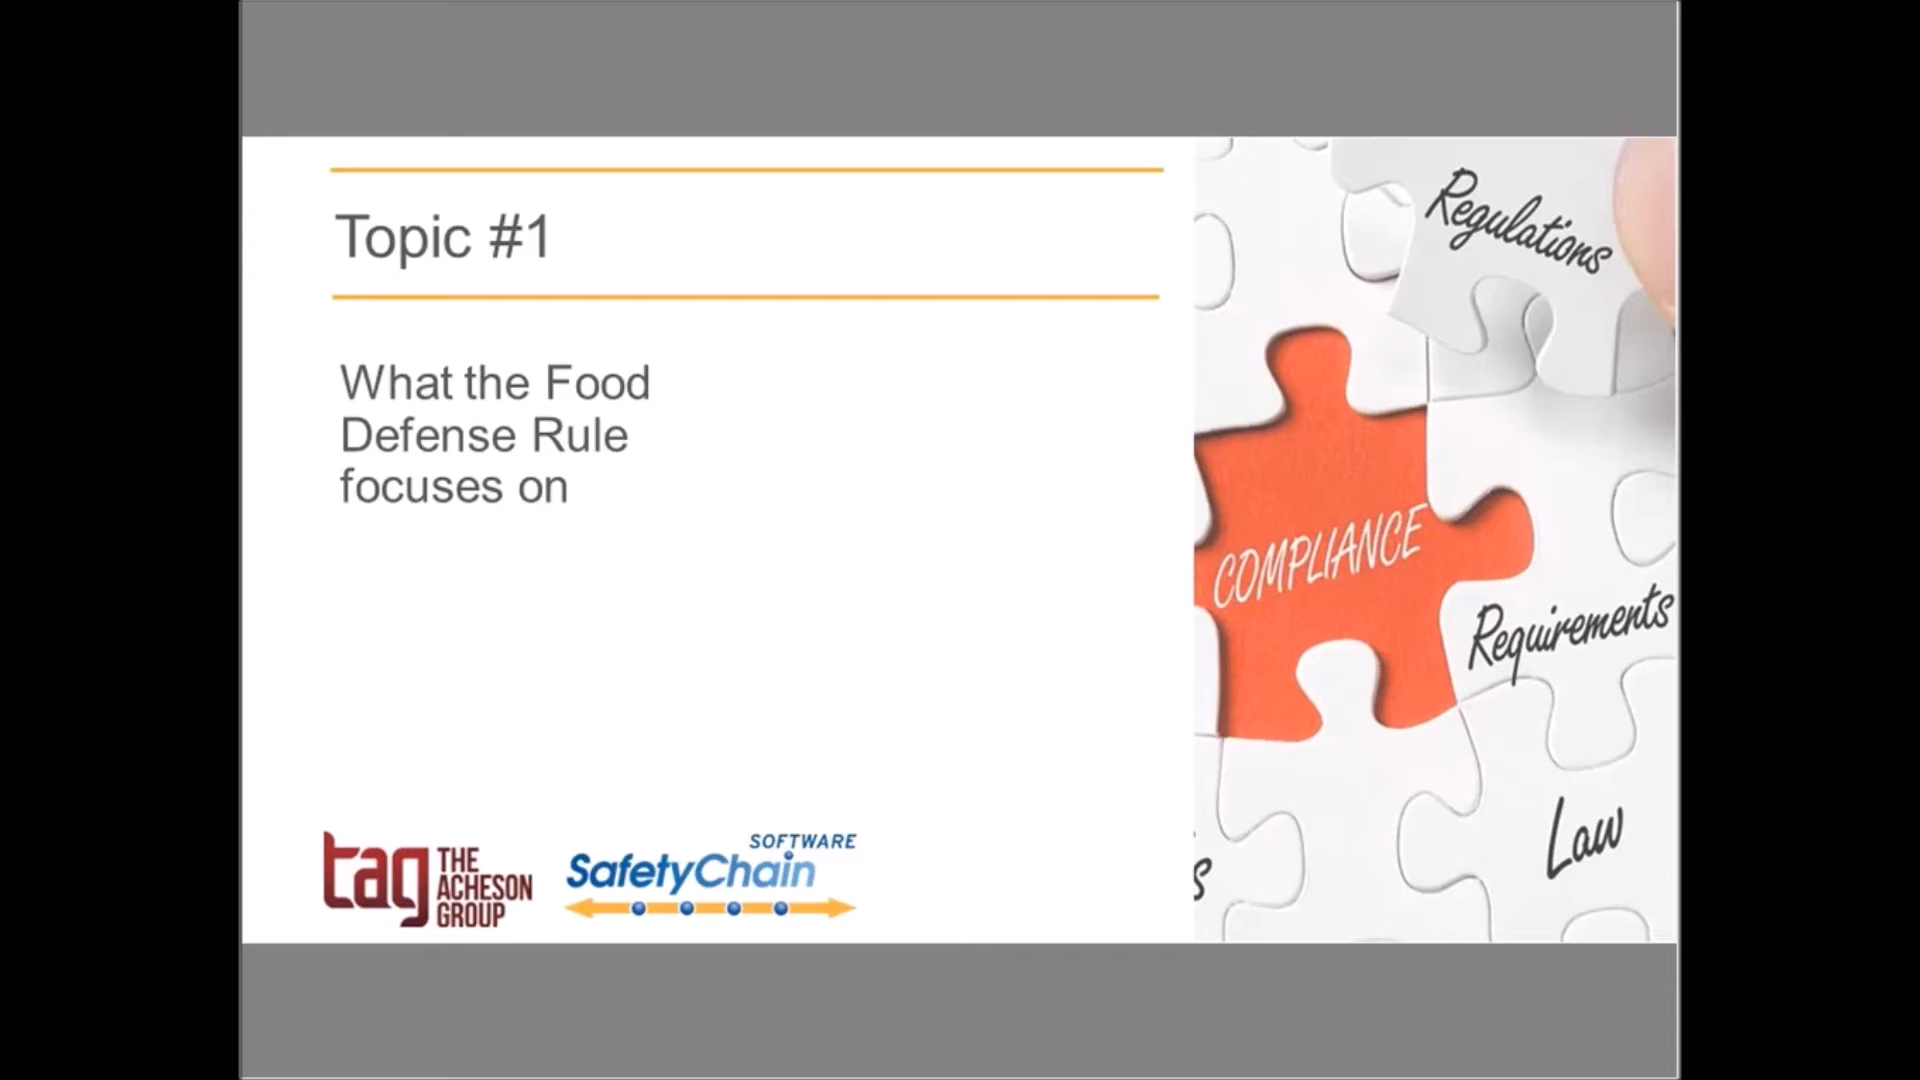 Topic #1
What the Food
Defense Rule
focuses on
tag THE
ACHESON
GROUP
SOFTWARE
SafetyChain
Regulations
COMPLIANCE
Requirements
Law
s